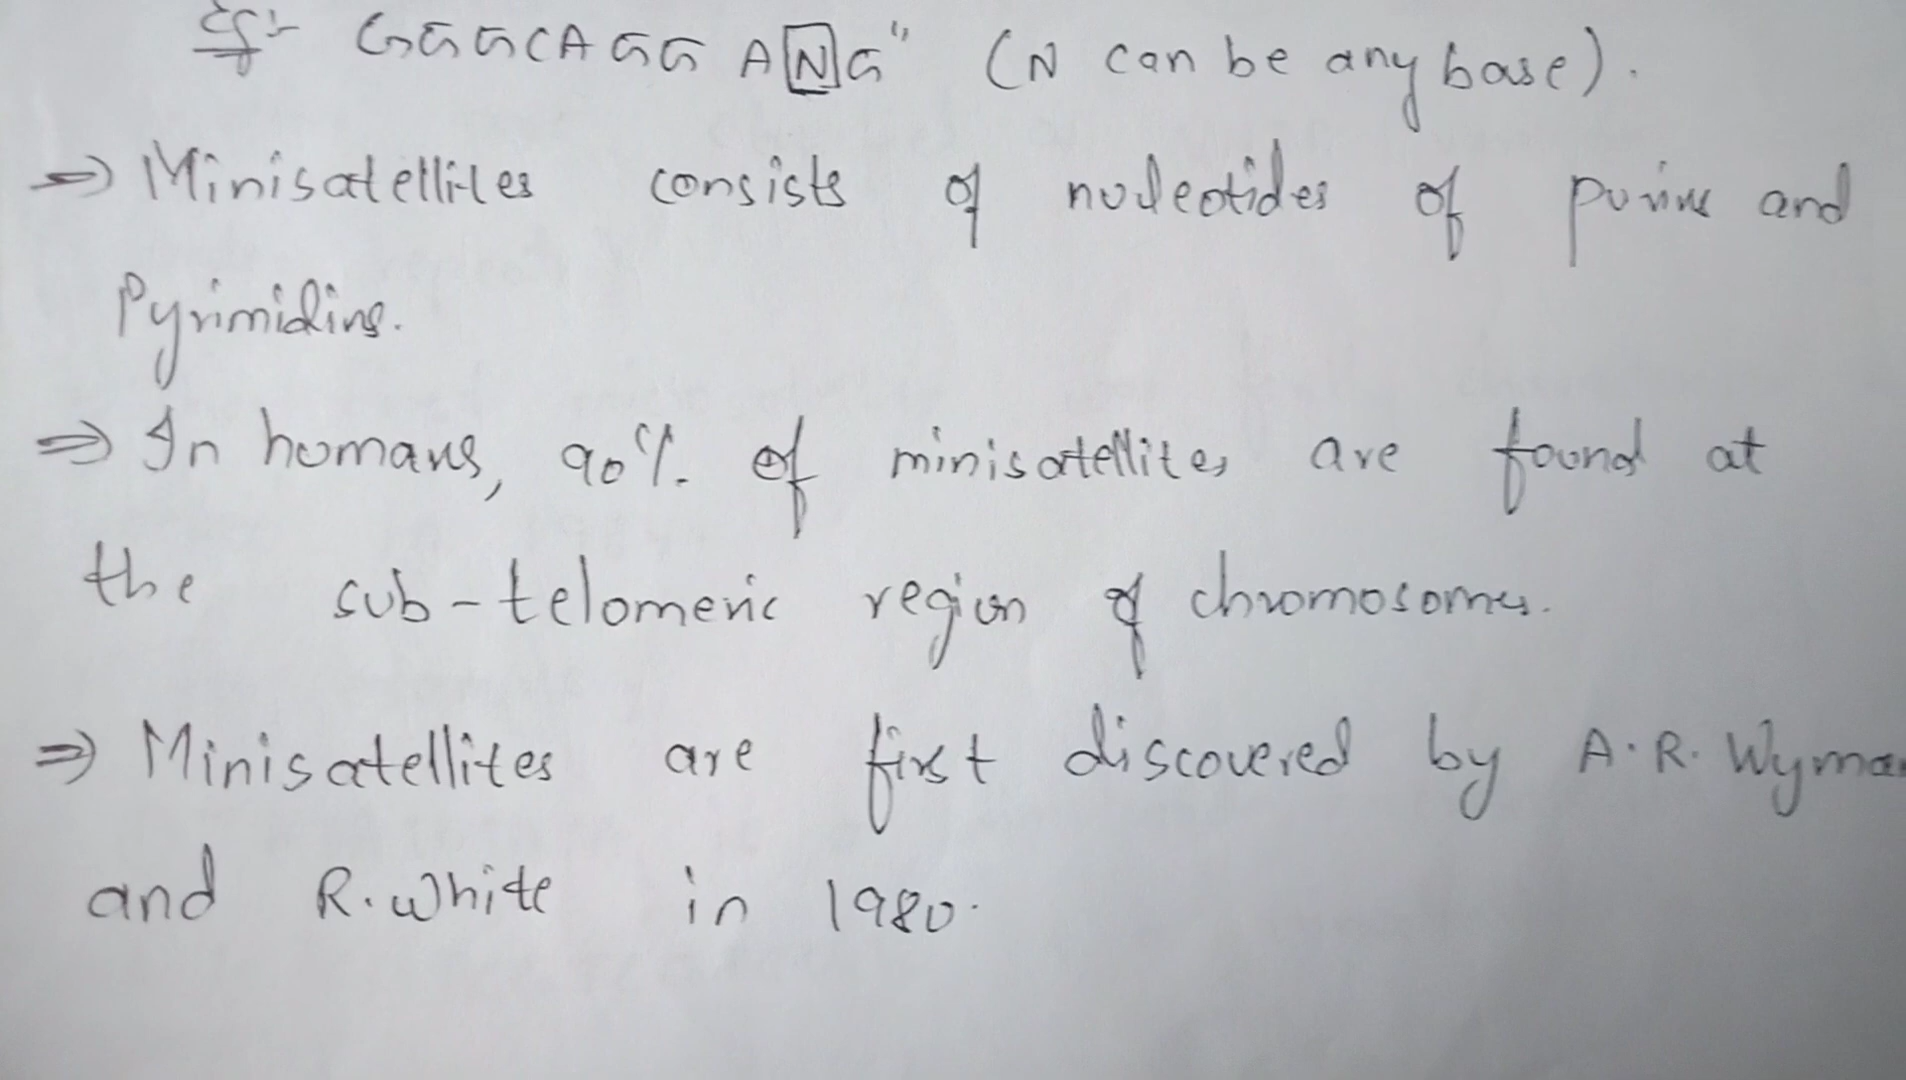 Eg:- GGGCAGG ANG" (N can be any base).
⇒ Minisatellites consists of nucleotides of purine and
Pyrimidine.
⇒ In humans, 90% of minisatellites are found at
the sub-telomeric region of chromosomes.
⇒ Minisatellites are first discovered by A.R. Wyman
and R. White in 1980.